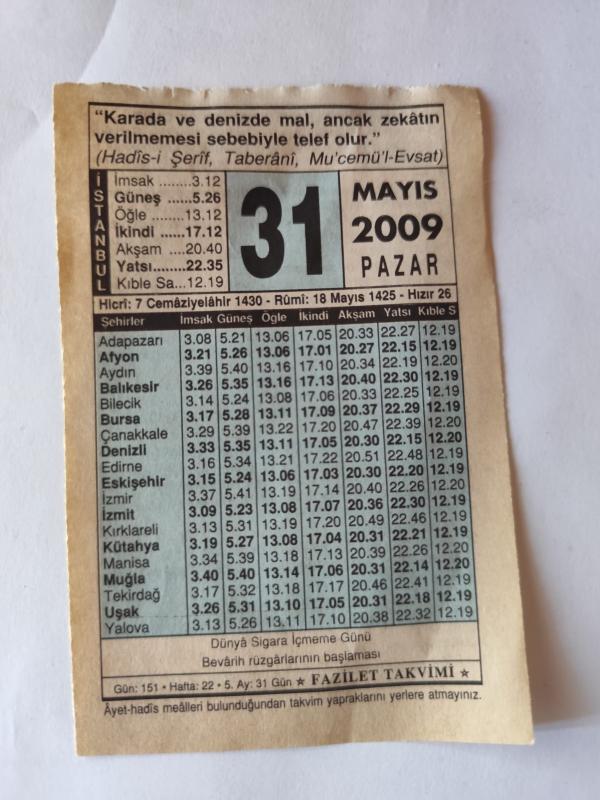 “Karada ve denizde mal, ancak zekâtın
verilmemesi sebebiyle telef olur.”
(Hadîs-i Şerîf, Taberânî, Mu’cemü’l-Evsat)
İSTANBUL
İmsak ........3.12
Güneş ......5.26
Öğle ........13.12
İkindi ......17.12
Akşam ....20.40
Yatsı........22.35
Kıble Sa...12.19
31
MAYIS
2009
PAZAR
Hicrî: 7 Cemâziyelâhir 1430 - Rûmî: 18 Mayıs 1425 - Hızır 26
Şehirler İmsak Güneş Öğle İkindi Akşam Yatsı Kıble S
Adapazarı 3.08 5.21 13.06 17.05 20.33 22.27 12.19
Afyon 3.21 5.26 13.06 17.01 20.27 22.15 12.19
Aydın 3.39 5.40 13.16 17.10 20.34 22.19 12.20
Balıkesir 3.26 5.35 13.16 17.13 20.40 22.30 12.19
Bilecik 3.14 5.24 13.08 17.06 20.33 22.25 12.19
Bursa 3.17 5.28 13.11 17.09 20.37 22.29 12.19
Çanakkale 3.29 5.39 13.22 17.20 20.47 22.39 12.20
Denizli 3.33 5.35 13.11 17.05 20.30 22.15 12.20
Edirne 3.16 5.34 13.21 17.22 20.51 22.48 12.19
Eskişehir 3.15 5.24 13.06 17.03 20.30 22.20 12.19
İzmir 3.37 5.41 13.19 17.14 20.40 22.26 12.20
İzmit 3.09 5.23 13.08 17.07 20.36 22.30 12.19
Kırklareli 3.13 5.31 13.19 17.20 20.49 22.46 12.19
Kütahya 3.19 5.27 13.08 17.04 20.31 22.21 12.19
Manisa 3.34 5.39 13.18 17.13 20.39 22.26 12.20
Muğla 3.40 5.40 13.14 17.06 20.31 22.14 12.20
Tekirdağ 3.17 5.32 13.18 17.17 20.46 22.41 12.19
Uşak 3.26 5.31 13.10 17.05 20.31 22.18 12.19
Yalova 3.13 5.26 13.11 17.10 20.38 22.32 12.19
Dünyâ Sigara İçmeme Günü
Bevârih rüzgârlarının başlaması
Gün: 151 • Hafta: 22 • 5. Ay: 31 Gün ★ FAZİLET TAKVİMİ ★
Âyet-hadîs meâlleri bulunduğundan takvim yapraklarını yerlere atmayınız.